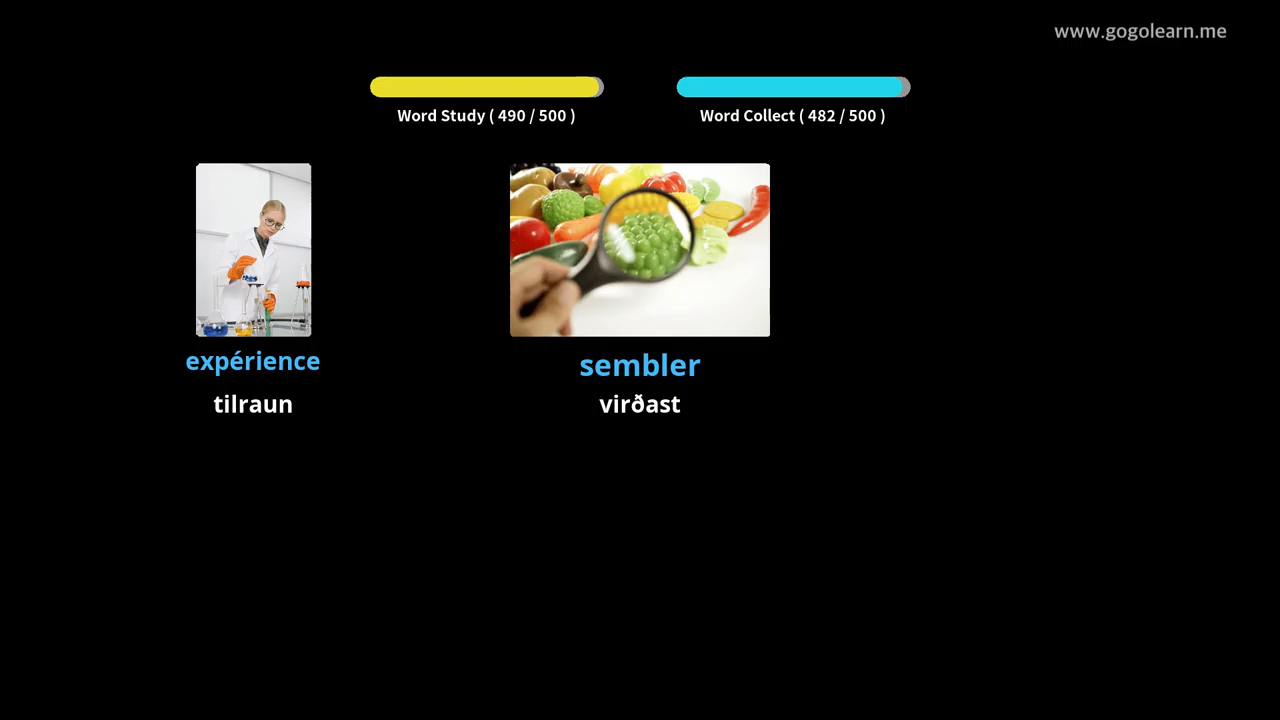 www.gogolearn.me
Word Study ( 490 / 500 )
Word Collect ( 482 / 500 )
expérience
tilraun
sembler
virðast